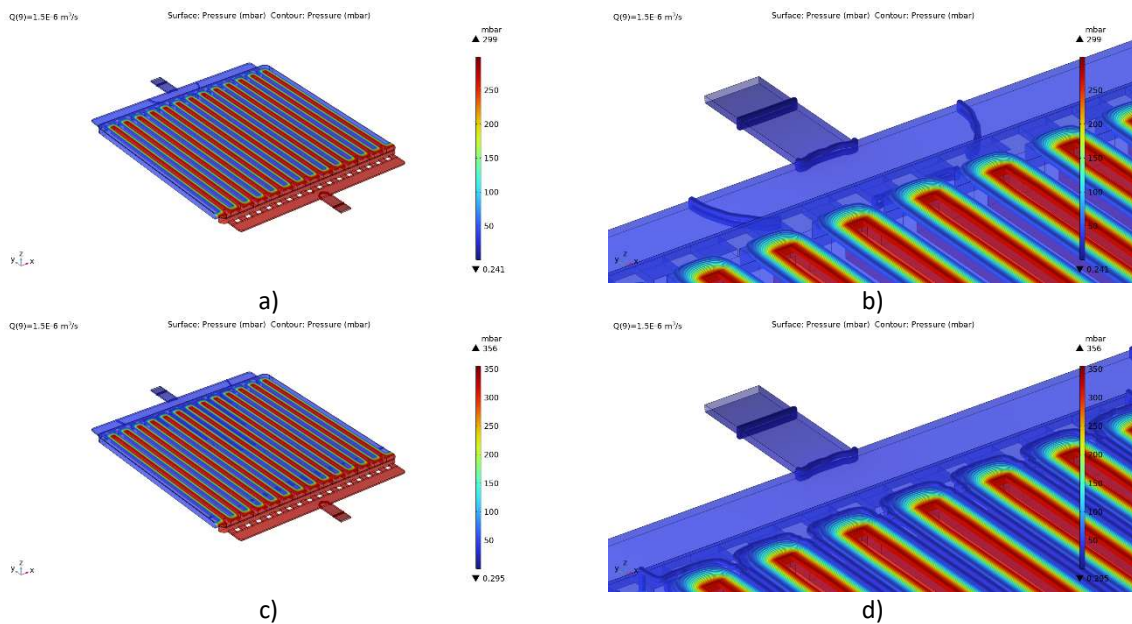 Q(9)=1.5E-6 m³/s Surface: Pressure (mbar) Contour: Pressure (mbar)
mbar
▲ 299
250
200
150
100
50
▼ 0.241
y z x
a)
Q(9)=1.5E-6 m³/s Surface: Pressure (mbar) Contour: Pressure (mbar)
mbar
▲ 299
250
200
150
100
50
▼ 0.241
y z x
b)
Q(9)=1.5E-6 m³/s Surface: Pressure (mbar) Contour: Pressure (mbar)
mbar
▲ 356
350
300
250
200
150
100
50
▼ 0.295
y z x
c)
Q(9)=1.5E-6 m³/s Surface: Pressure (mbar) Contour: Pressure (mbar)
mbar
▲ 356
350
300
250
200
150
100
50
▼ 0.295
y z x
d)